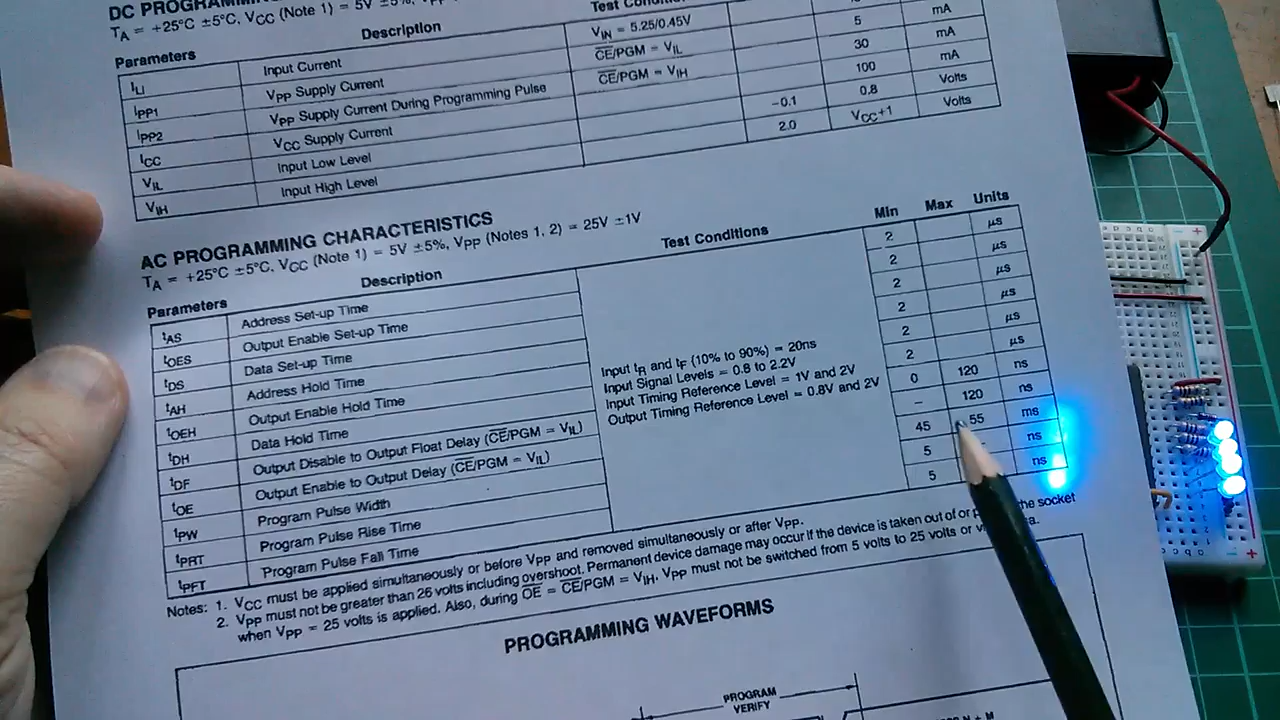 DC PROGRAMMING
TA = +25°C ±5°C, VCC (Note 1) = 5V ±5%,
Parameters Description Test Conditions
ILI Input Current VIN = 5.25/0.45V
IPP1 VPP Supply Current CE/PGM = VIL 5 mA
IPP2 VPP Supply Current During Programming Pulse CE/PGM = VIH 30 mA
ICC VCC Supply Current 100 mA
VIL Input Low Level −0.1 0.8 Volts
VIH Input High Level 2.0 VCC+1 Volts
AC PROGRAMMING CHARACTERISTICS
TA = +25°C ±5°C, VCC (Note 1) = 5V ±5%, VPP (Notes 1, 2) = 25V ±1V
Parameters Description Test Conditions Min Max Units
tAS Address Set-up Time 2 μs
tOES Output Enable Set-up Time 2 μs
tDS Data Set-up Time 2 μs
tAH Address Hold Time 2 μs
tOEH Output Enable Hold Time 2 μs
tDH Data Hold Time 2 μs
tDF Output Disable to Output Float Delay (CE/PGM = VIL) 0 120 ns
tOE Output Enable to Output Delay (CE/PGM = VIL) – 120 ns
tPW Program Pulse Width 45 55 ms
tPRT Program Pulse Rise Time 5 ns
tPFT Program Pulse Fall Time 5 ns
Input tR and tF (10% to 90%) = 20ns
Input Signal Levels = 0.8 to 2.2V
Input Timing Reference Level = 1V and 2V
Output Timing Reference Level = 0.8V and 2V
Notes: 1. VCC must be applied simultaneously or before VPP and removed simultaneously or after VPP.
2. VPP must not be greater than 26 volts including overshoot. Permanent device damage may occur if the device is taken out of or the socket
when VPP = 25 volts is applied. Also, during OE = CE/PGM = VIH, VPP must not be switched from 5 volts to 25 volts or
PROGRAMMING WAVEFORMS
PROGRAM
VERIFY